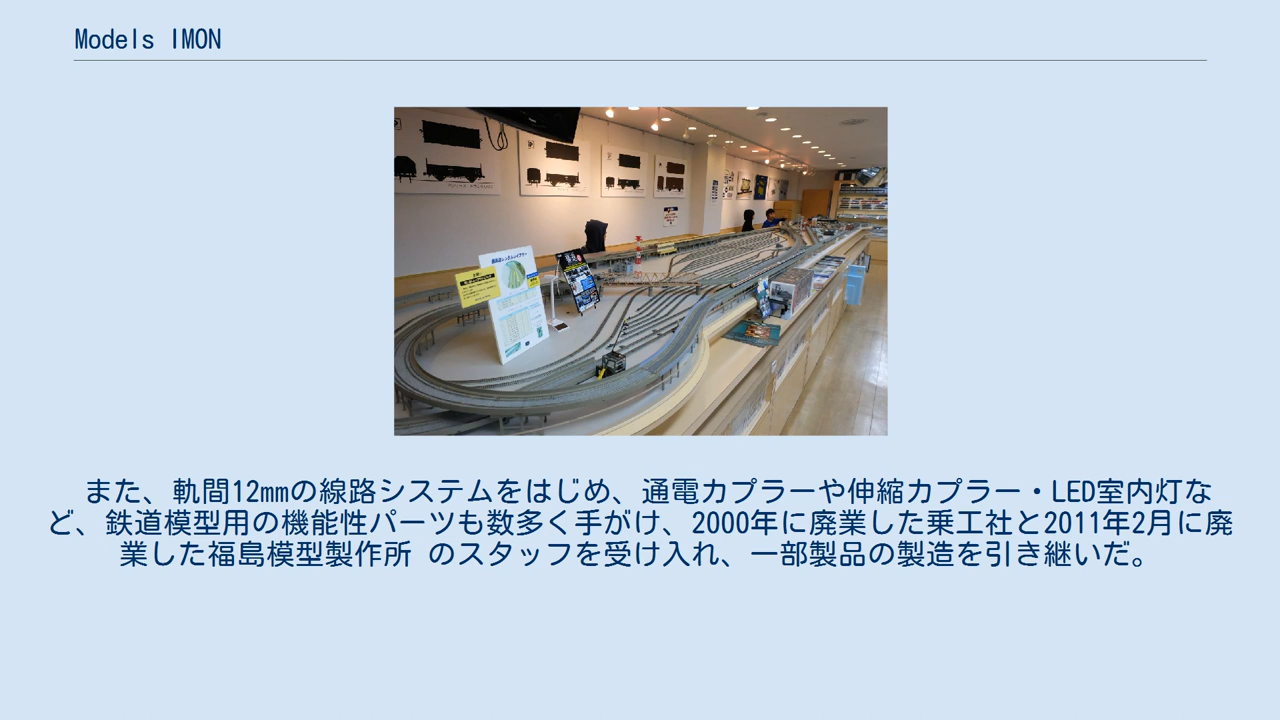 Models IMON
また、軌間12㎜の線路システムをはじめ、通電カプラーや伸縮カプラー・LED室内灯な
ど、鉄道模型用の機能性パーツも数多く手がけ、2000年に廃業した乗工社と2011年2月に廃
業した福島模型製作所 のスタッフを受け入れ、一部製品の製造を引き継いだ。